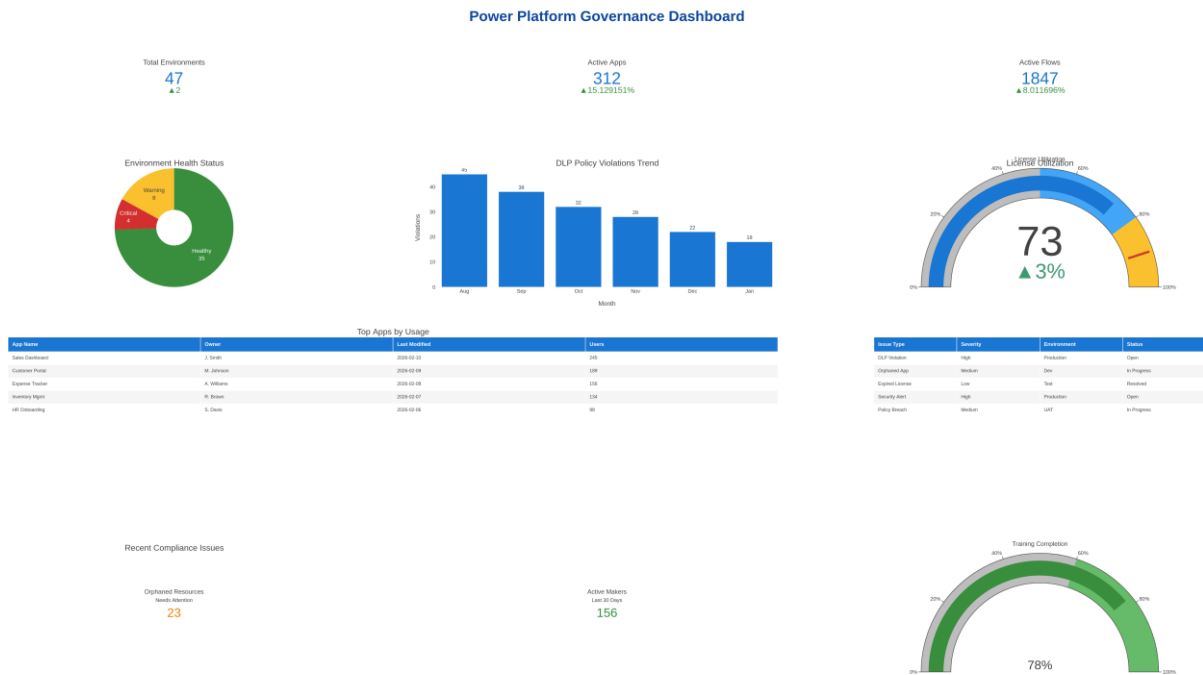 Power Platform Governance Dashboard
Total Environments
47
▲2
Active Apps
312
▲15.129151%
Active Flows
1847
▲8.011696%
Environment Health Status
Warning
8
Critical
4
Healthy
35
DLP Policy Violations Trend
Violations
40
30
20
10
0
45
38
32
28
22
18
Aug
Sep
Oct
Nov
Dec
Jan
Month
License Utilization
License Utilization
0%
20%
40%
60%
80%
100%
73
▲3%
Top Apps by Usage
App Name Owner Last Modified Users
Sales Dashboard J. Smith 2026-02-10 245
Customer Portal M. Johnson 2026-02-09 189
Expense Tracker A. Williams 2026-02-08 156
Inventory Mgmt R. Brown 2026-02-07 134
HR Onboarding S. Davis 2026-02-06 98
Issue Type Severity Environment Status
DLP Violation High Production Open
Orphaned App Medium Dev In Progress
Expired License Low Test Resolved
Security Alert High Production Open
Policy Breach Medium UAT In Progress
Recent Compliance Issues
Orphaned Resources
Needs Attention
23
Active Makers
Last 30 Days
156
Training Completion
0%
20%
40%
60%
80%
100%
78%